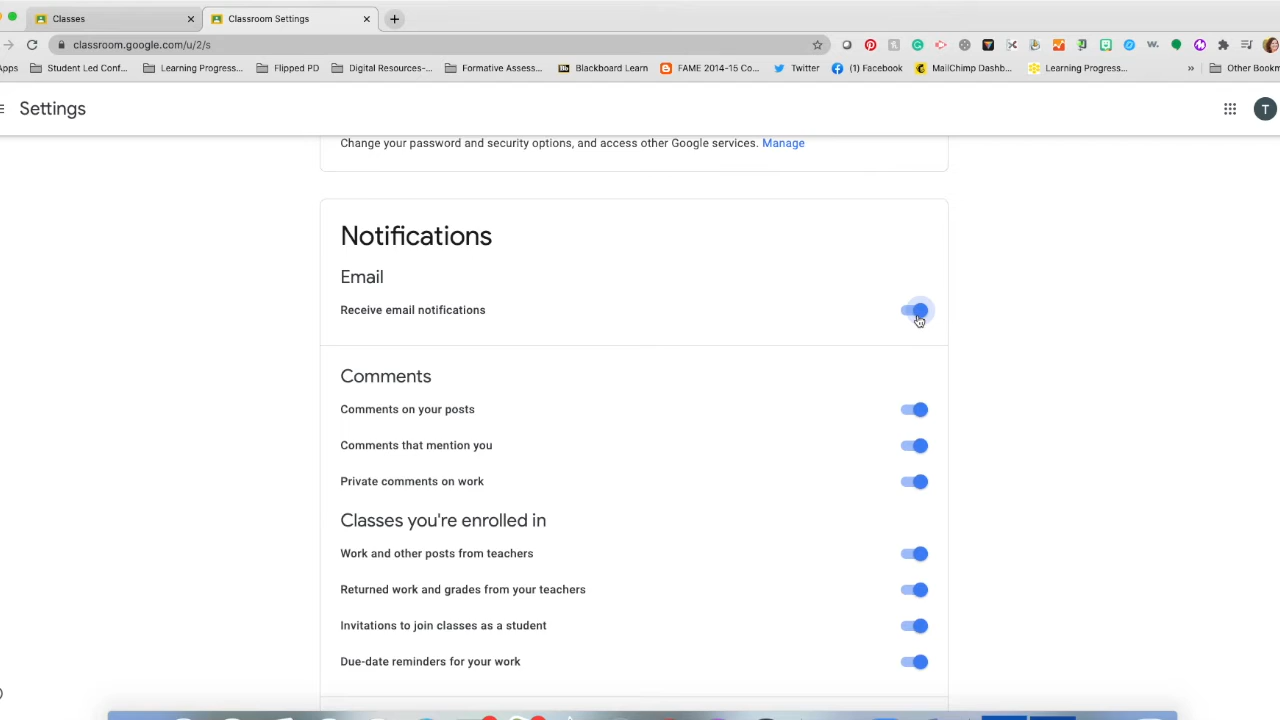 Classes
Classroom Settings
classroom.google.com/u/2/s
Apps Student Led Conf... Learning Progress... Flipped PD Digital Resources-... Formative Assess... Bb Blackboard Learn FAME 2014-15 Co... Twitter (1) Facebook MailChimp Dashb... Learning Progress... » Other Bookm
Settings
T
Change your password and security options, and access other Google services. Manage
Notifications
Email
Receive email notifications
Comments
Comments on your posts
Comments that mention you
Private comments on work
Classes you're enrolled in
Work and other posts from teachers
Returned work and grades from your teachers
Invitations to join classes as a student
Due-date reminders for your work